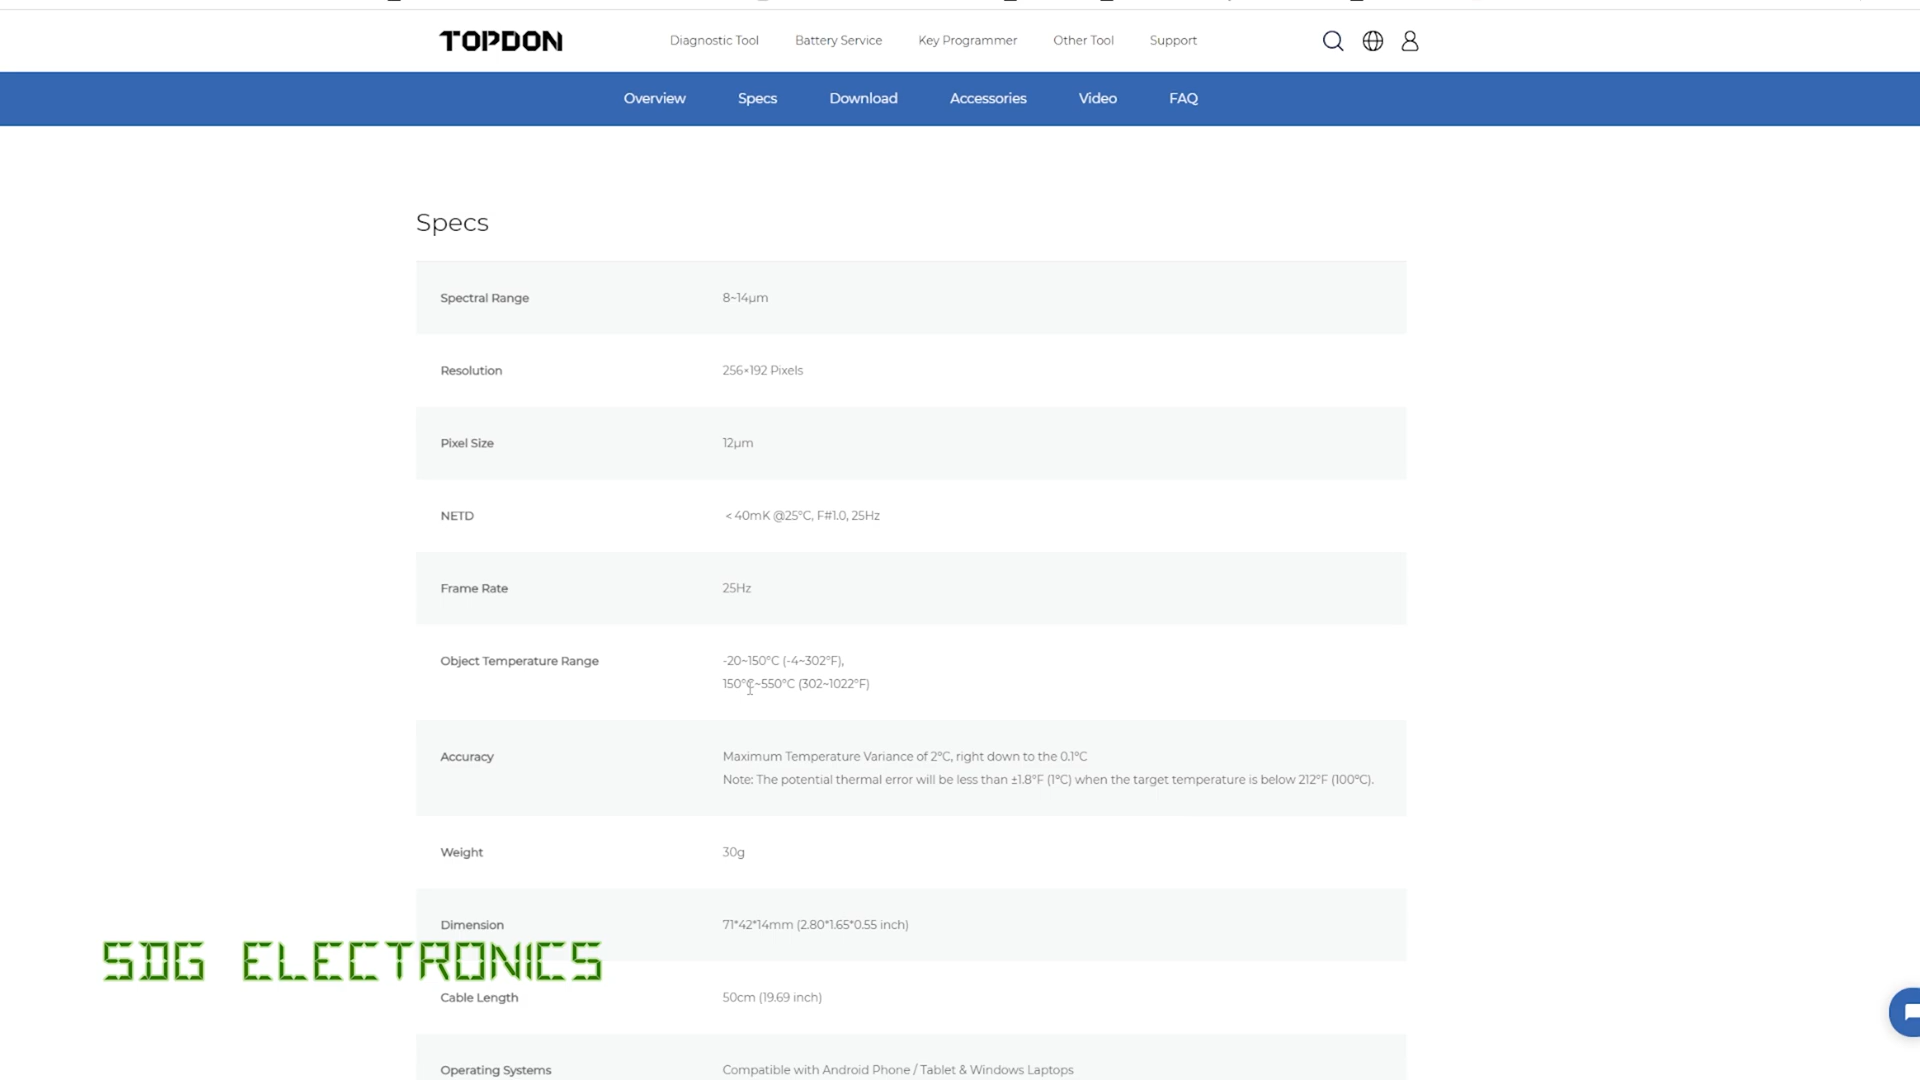 TOPDON
Diagnostic Tool Battery Service Key Programmer Other Tool Support
Overview Specs Download Accessories Video FAQ
Specs
Spectral Range 8~14μm
Resolution 256×192 Pixels
Pixel Size 12μm
NETD <40mK @25°C, F#1.0, 25Hz
Frame Rate 25Hz
Object Temperature Range -20~150°C (-4~302°F),
150°C~550°C (302~1022°F)
Accuracy Maximum Temperature Variance of 2°C, right down to the 0.1°C
Note: The potential thermal error will be less than ±1.8°F (1°C) when the target temperature is below 212°F (100°C).
Weight 30g
Dimension 71*42*14mm (2.80*1.65*0.55 inch)
SDG ELECTRONICS
Cable Length 50cm (19.69 inch)
Operating Systems Compatible with Android Phone / Tablet & Windows Laptops